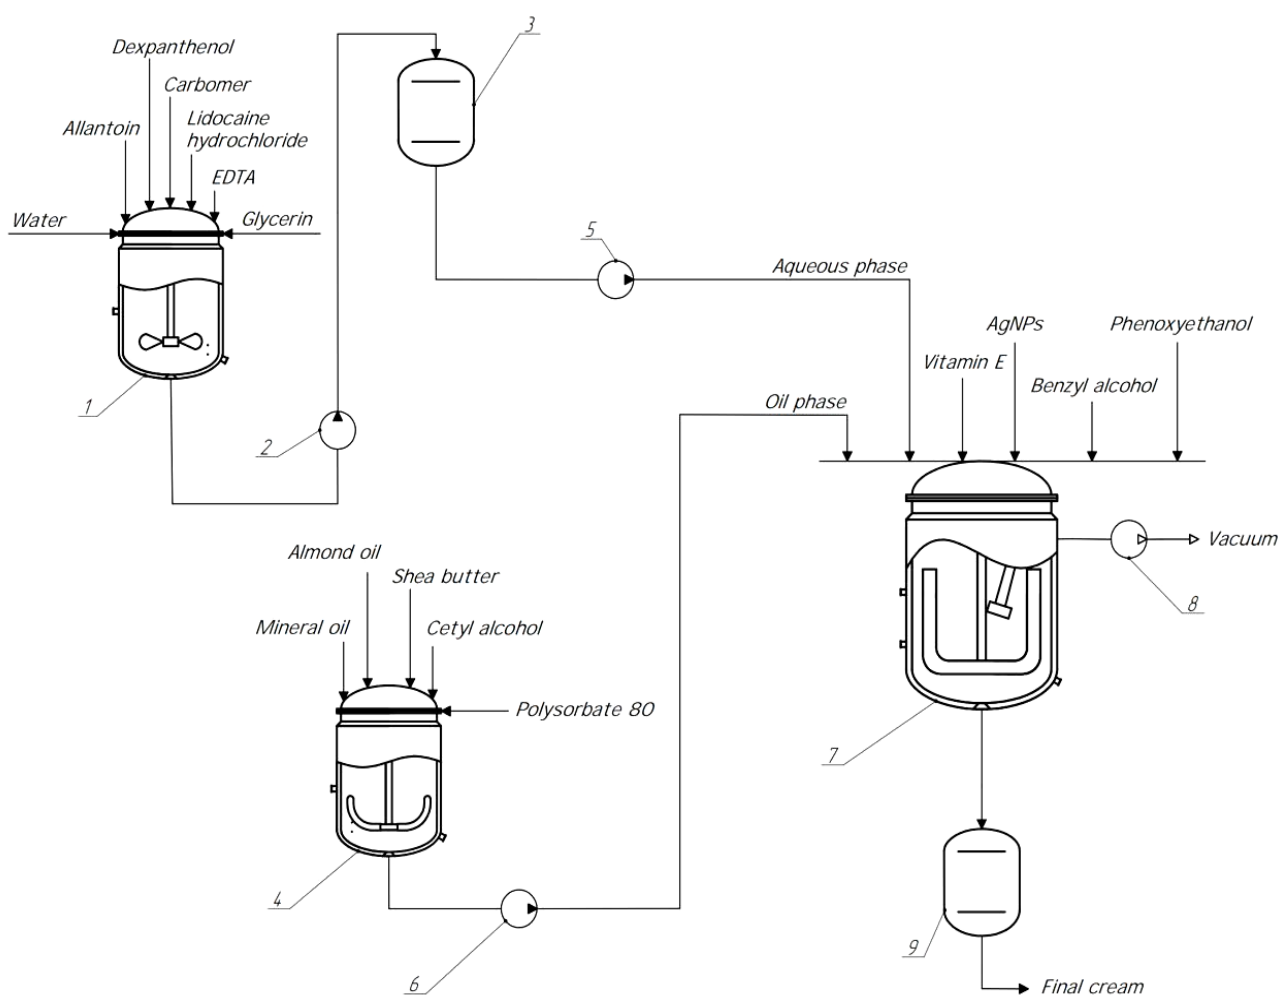 3
Dexpanthenol
Carbomer
Lidocaine
hydrochloride
Allantoin
EDTA
Water
Glycerin
5
Aqueous phase
AgNPs
Phenoxyethanol
Vitamin E
Benzyl alcohol
Oil phase
1
2
Vacuum
Almond oil
Shea butter
8
Mineral oil
Cetyl alcohol
Polysorbate 80
7
4
9
6
Final cream